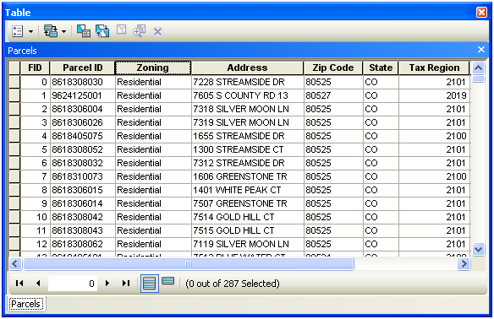 Table
Parcels
FID Parcel ID Zoning Address Zip Code State Tax Region
0 8618308030 Residential 7228 STREAMSIDE DR 80525 CO 2101
1 9624125001 Residential 7605 S COUNTY RD 13 80527 CO 2019
2 8618306004 Residential 7318 SILVER MOON LN 80525 CO 2101
3 8618306026 Residential 7319 SILVER MOON LN 80525 CO 2101
4 8618405075 Residential 1655 STREAMSIDE DR 80525 CO 2100
5 8618308052 Residential 1300 STREAMSIDE CT 80525 CO 2101
6 8618308032 Residential 7312 STREAMSIDE DR 80525 CO 2101
7 8618310073 Residential 1606 GREENSTONE TR 80525 CO 2100
8 8618306015 Residential 1401 WHITE PEAK CT 80525 CO 2101
9 8618306014 Residential 7507 GREENSTONE TR 80525 CO 2101
10 8618308042 Residential 7514 GOLD HILL CT 80525 CO 2101
11 8618308043 Residential 7515 GOLD HILL CT 80525 CO 2101
12 8618308062 Residential 7119 SILVER MOON LN 80525 CO 2101
0 (0 out of 287 Selected)
Parcels